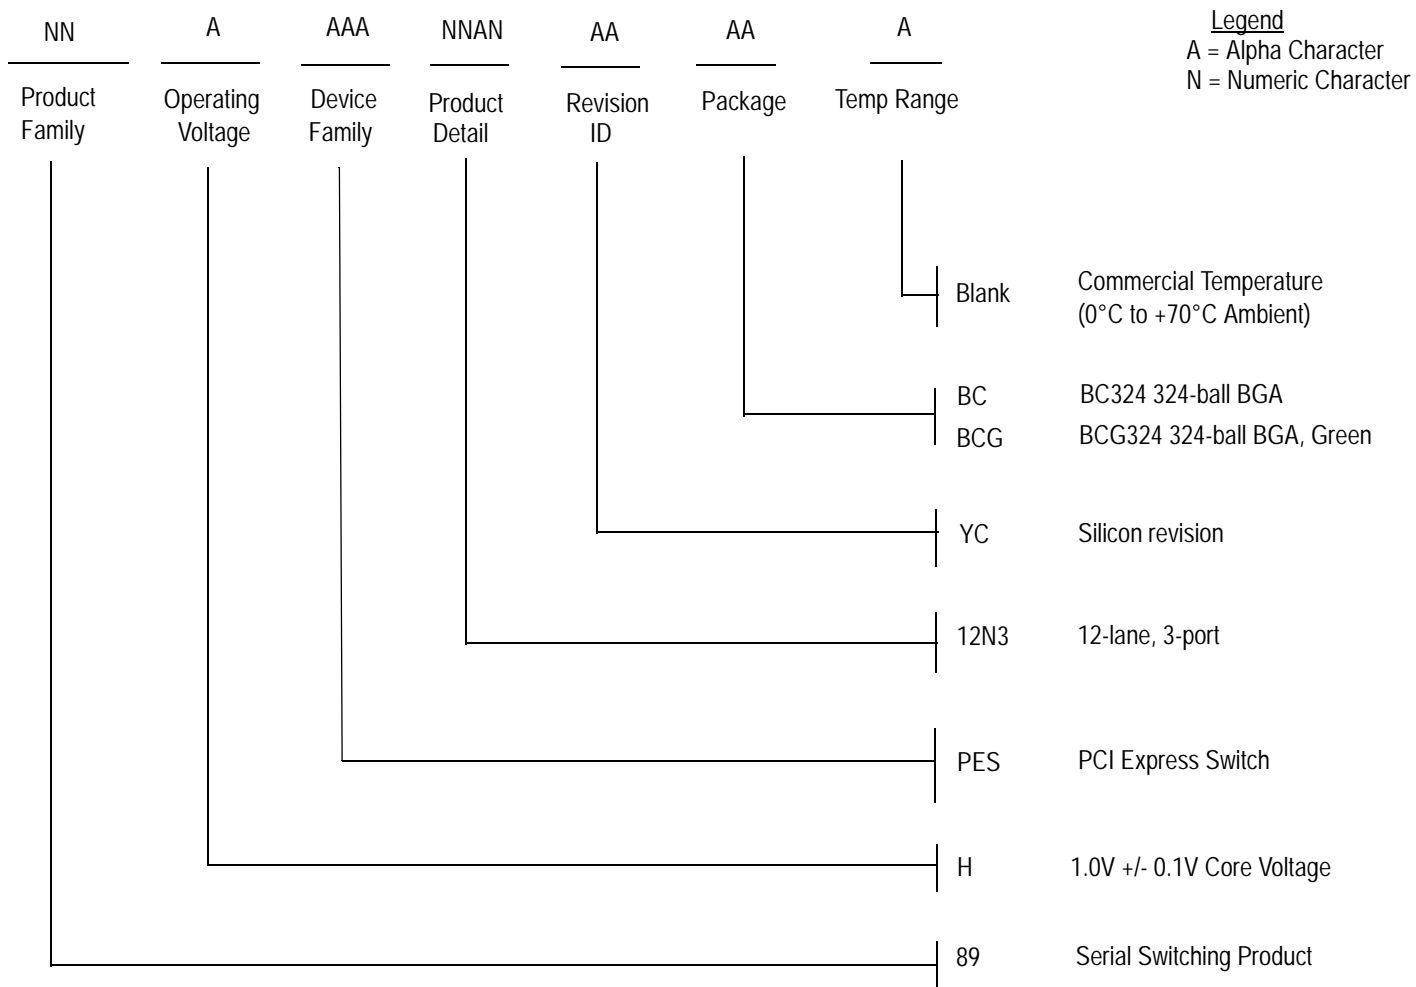 NN A AAA NNAN AA AA A
Legend
A = Alpha Character
N = Numeric Character
Product
Family
Operating
Voltage
Device
Family
Product
Detail
Revision
ID
Package
Temp Range
Blank Commercial Temperature
(0°C to +70°C Ambient)
BC BC324 324-ball BGA
BCG BCG324 324-ball BGA, Green
YC Silicon revision
12N3 12-lane, 3-port
PES PCI Express Switch
H 1.0V +/- 0.1V Core Voltage
89 Serial Switching Product